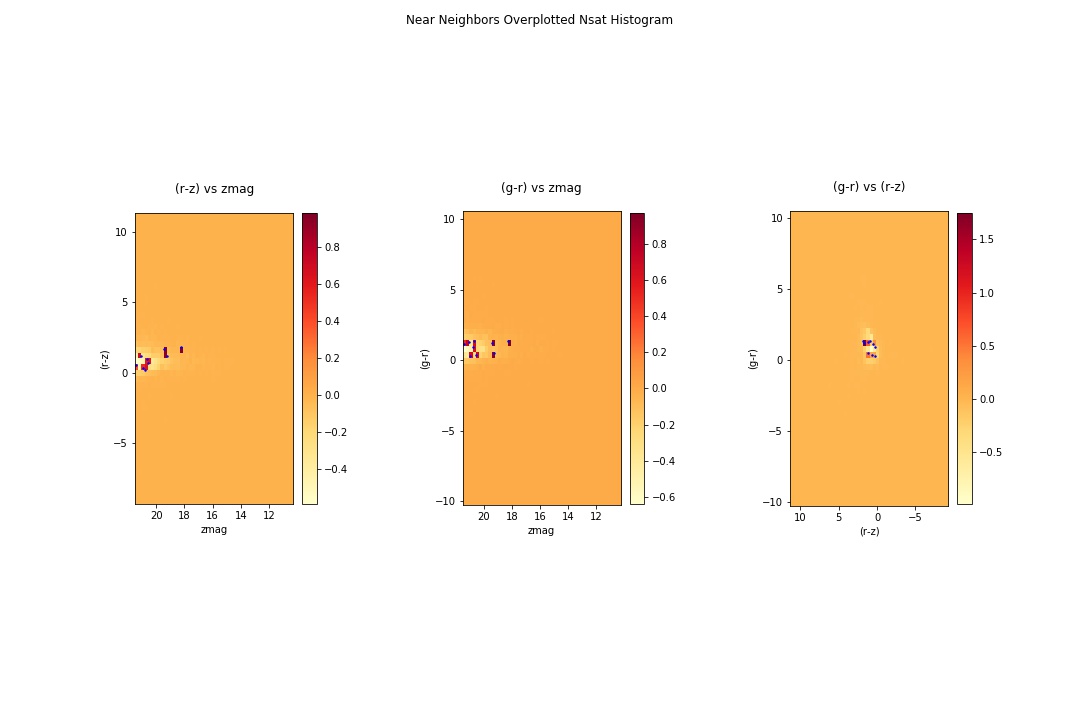 Near Neighbors Overplotted Nsat Histogram
(r-z) vs zmag
10
5
0
−5
(r-z)
20 18 16 14 12
zmag
0.8
0.6
0.4
0.2
0.0
−0.2
−0.4
(g-r) vs zmag
10
5
0
−5
−10
(g-r)
20 18 16 14 12
zmag
0.8
0.6
0.4
0.2
0.0
−0.2
−0.4
−0.6
(g-r) vs (r-z)
10
5
0
−5
−10
(g-r)
10 5 0 −5
(r-z)
1.5
1.0
0.5
0.0
−0.5